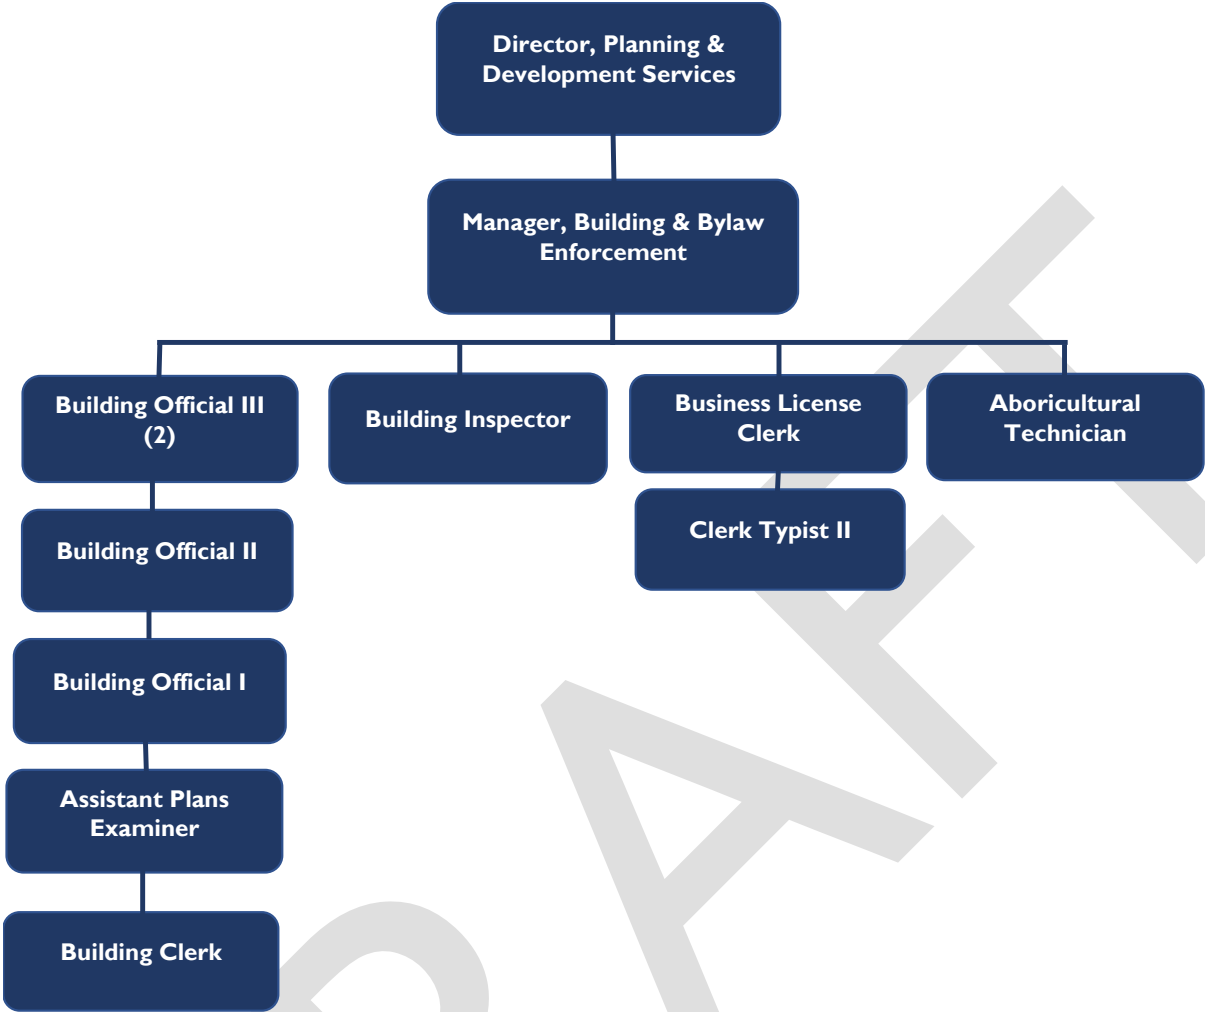 Director, Planning &
Development Services
Manager, Building & Bylaw
Enforcement
Building Official III
(2)
Building Inspector
Business License
Clerk
Aboricultural
Technician
Building Official II
Clerk Typist II
Building Official I
Assistant Plans
Examiner
Building Clerk
DRAFT